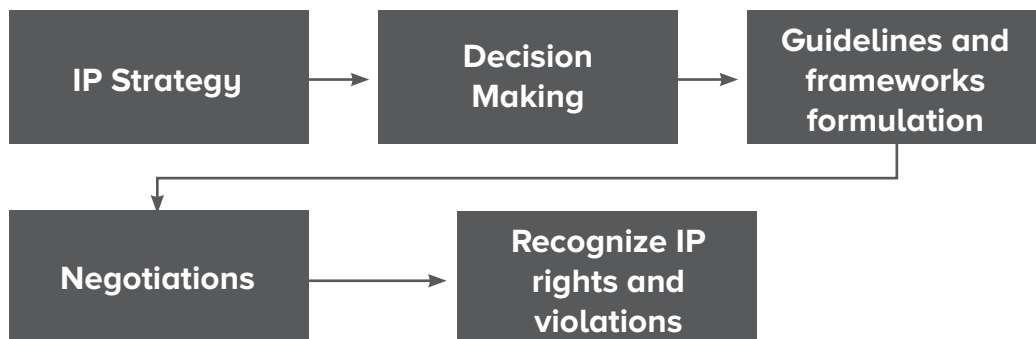 IP Strategy
Decision
Making
Guidelines and
frameworks
formulation
Negotiations
Recognize IP
rights and
violations